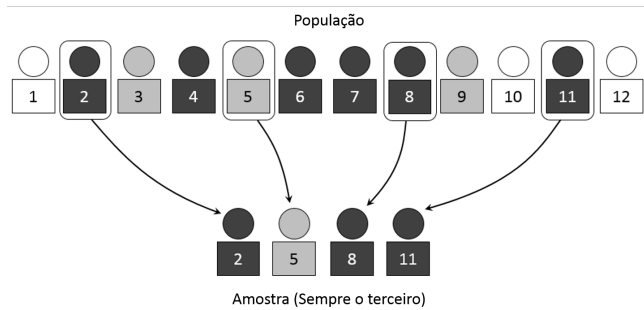 População
1 2 3 4 5 6 7 8 9 10 11 12
2 5 8 11
Amostra (Sempre o terceiro)